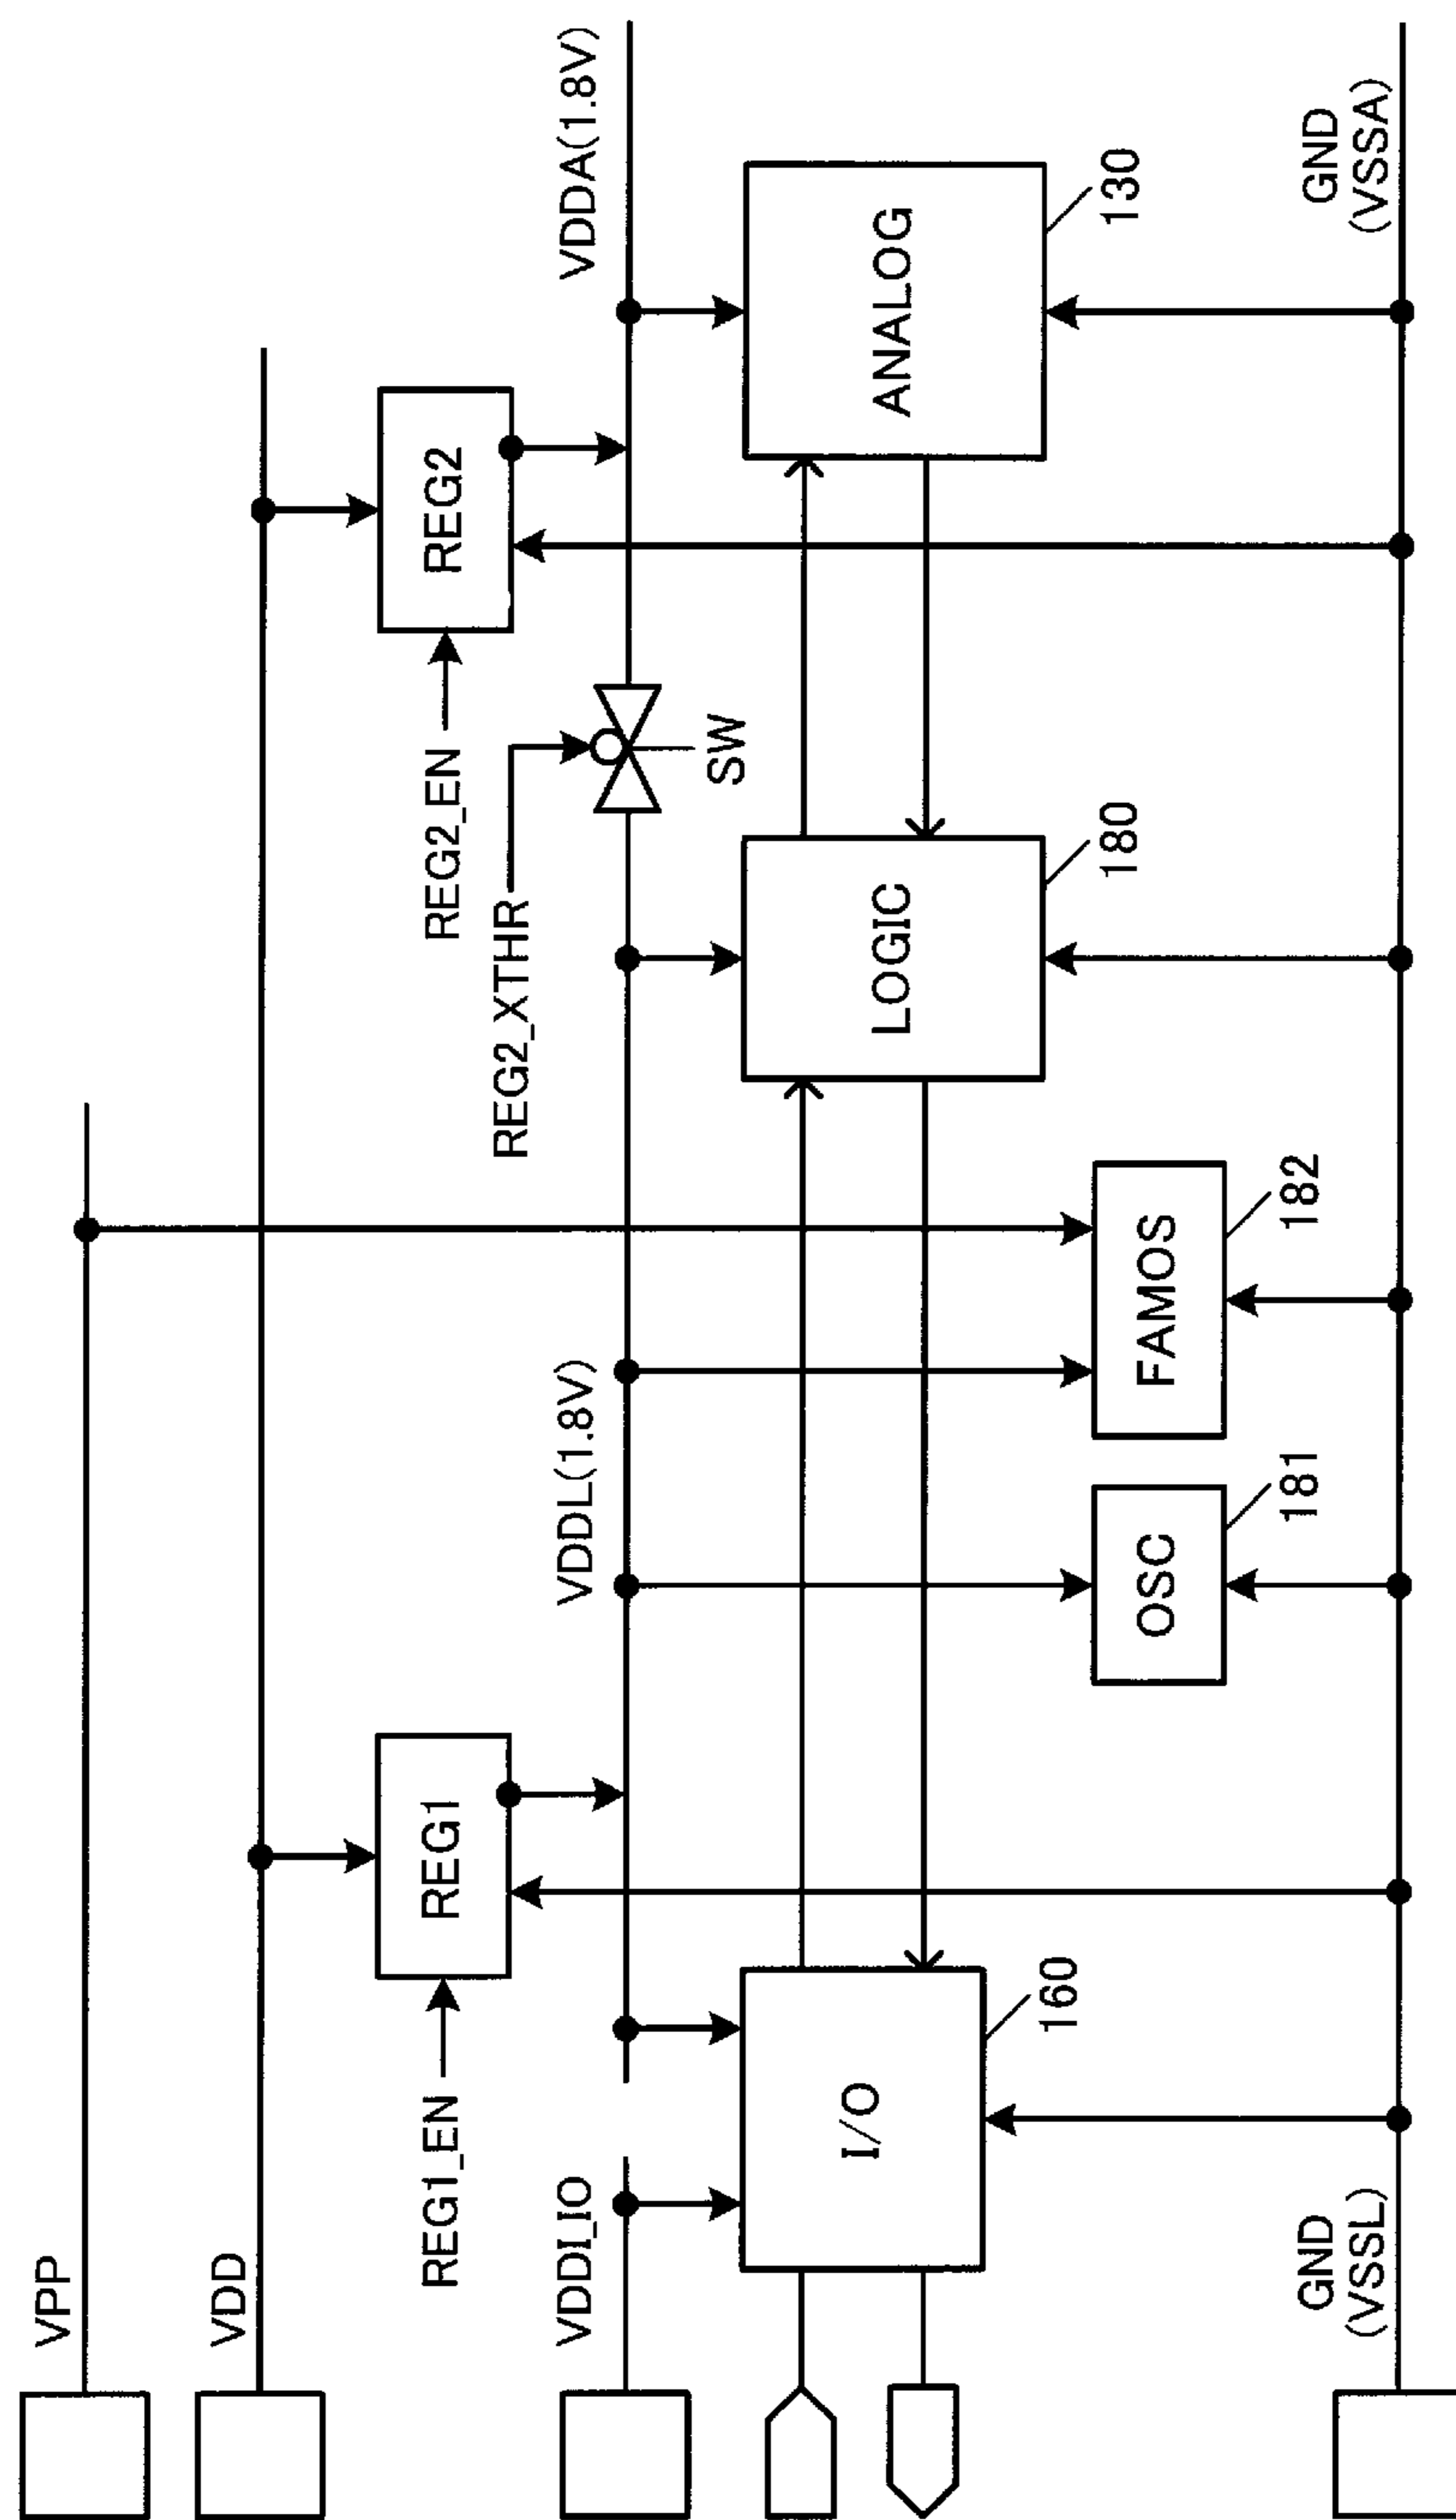 VPP
VDD
REG1_EN
REG1
REG2_EN
REG2
REG2_XTHR
VDDI_IO
VDDL(1.8V)
SW
VDDA(1.8V)
I/O
160
LOGIC
180
ANALOG
130
OSC
181
FAMOS
182
GND
(VSSL)
GND
(VSSA)